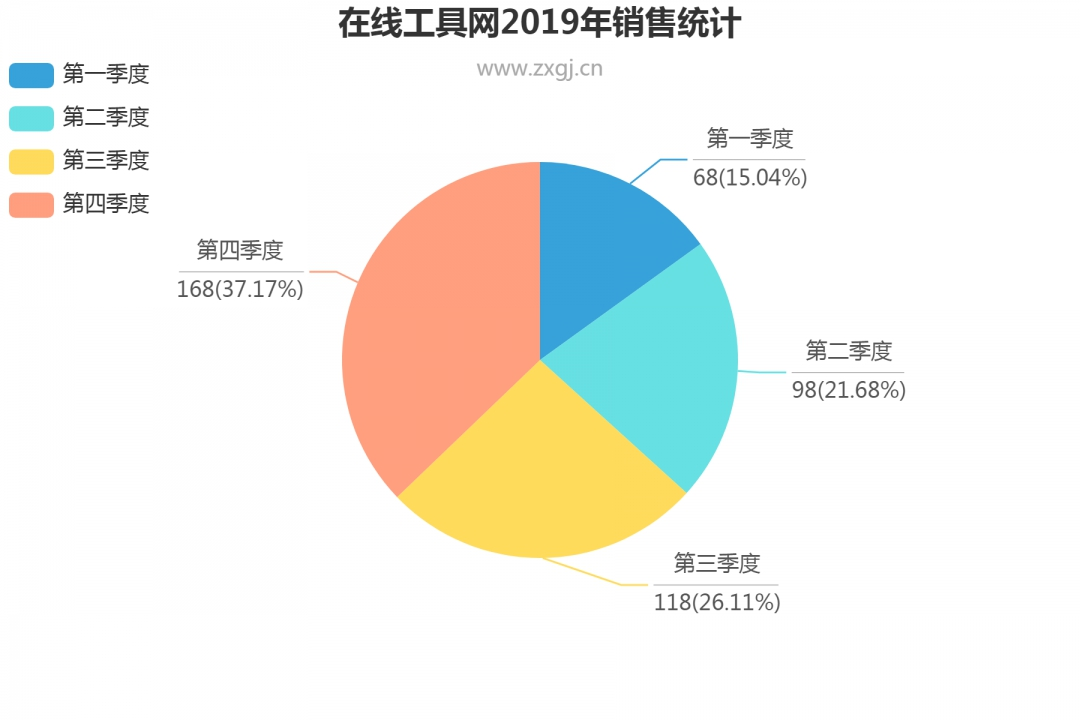 在线工具网2019年销售统计
www.zxgj.cn
第一季度
第二季度
第三季度
第四季度
第一季度
68(15.04%)
第四季度
168(37.17%)
第二季度
98(21.68%)
第三季度
118(26.11%)